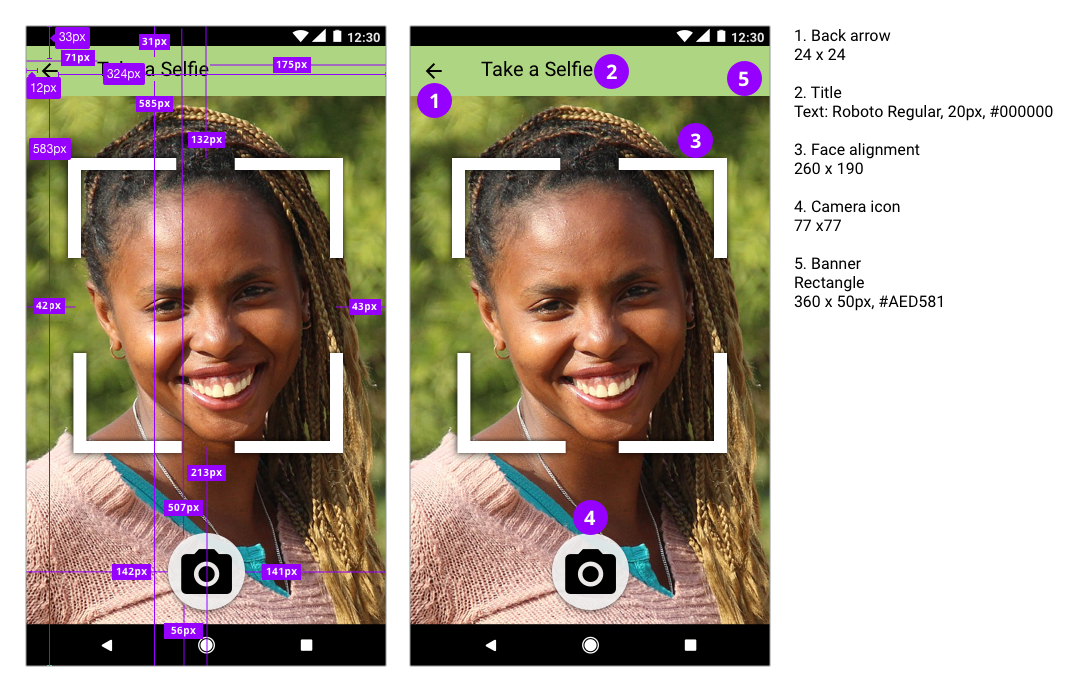 33px
31px
12:30
71px
Take a Selfie
175px
324px
12px
585px
132px
583px
42px
43px
213px
507px
142px
141px
56px
12:30
Take a Selfie
2
5
1
3
4
1. Back arrow
24 x 24
2. Title
Text: Roboto Regular, 20px, #000000
3. Face alignment
260 x 190
4. Camera icon
77 x77
5. Banner
Rectangle
360 x 50px, #AED581